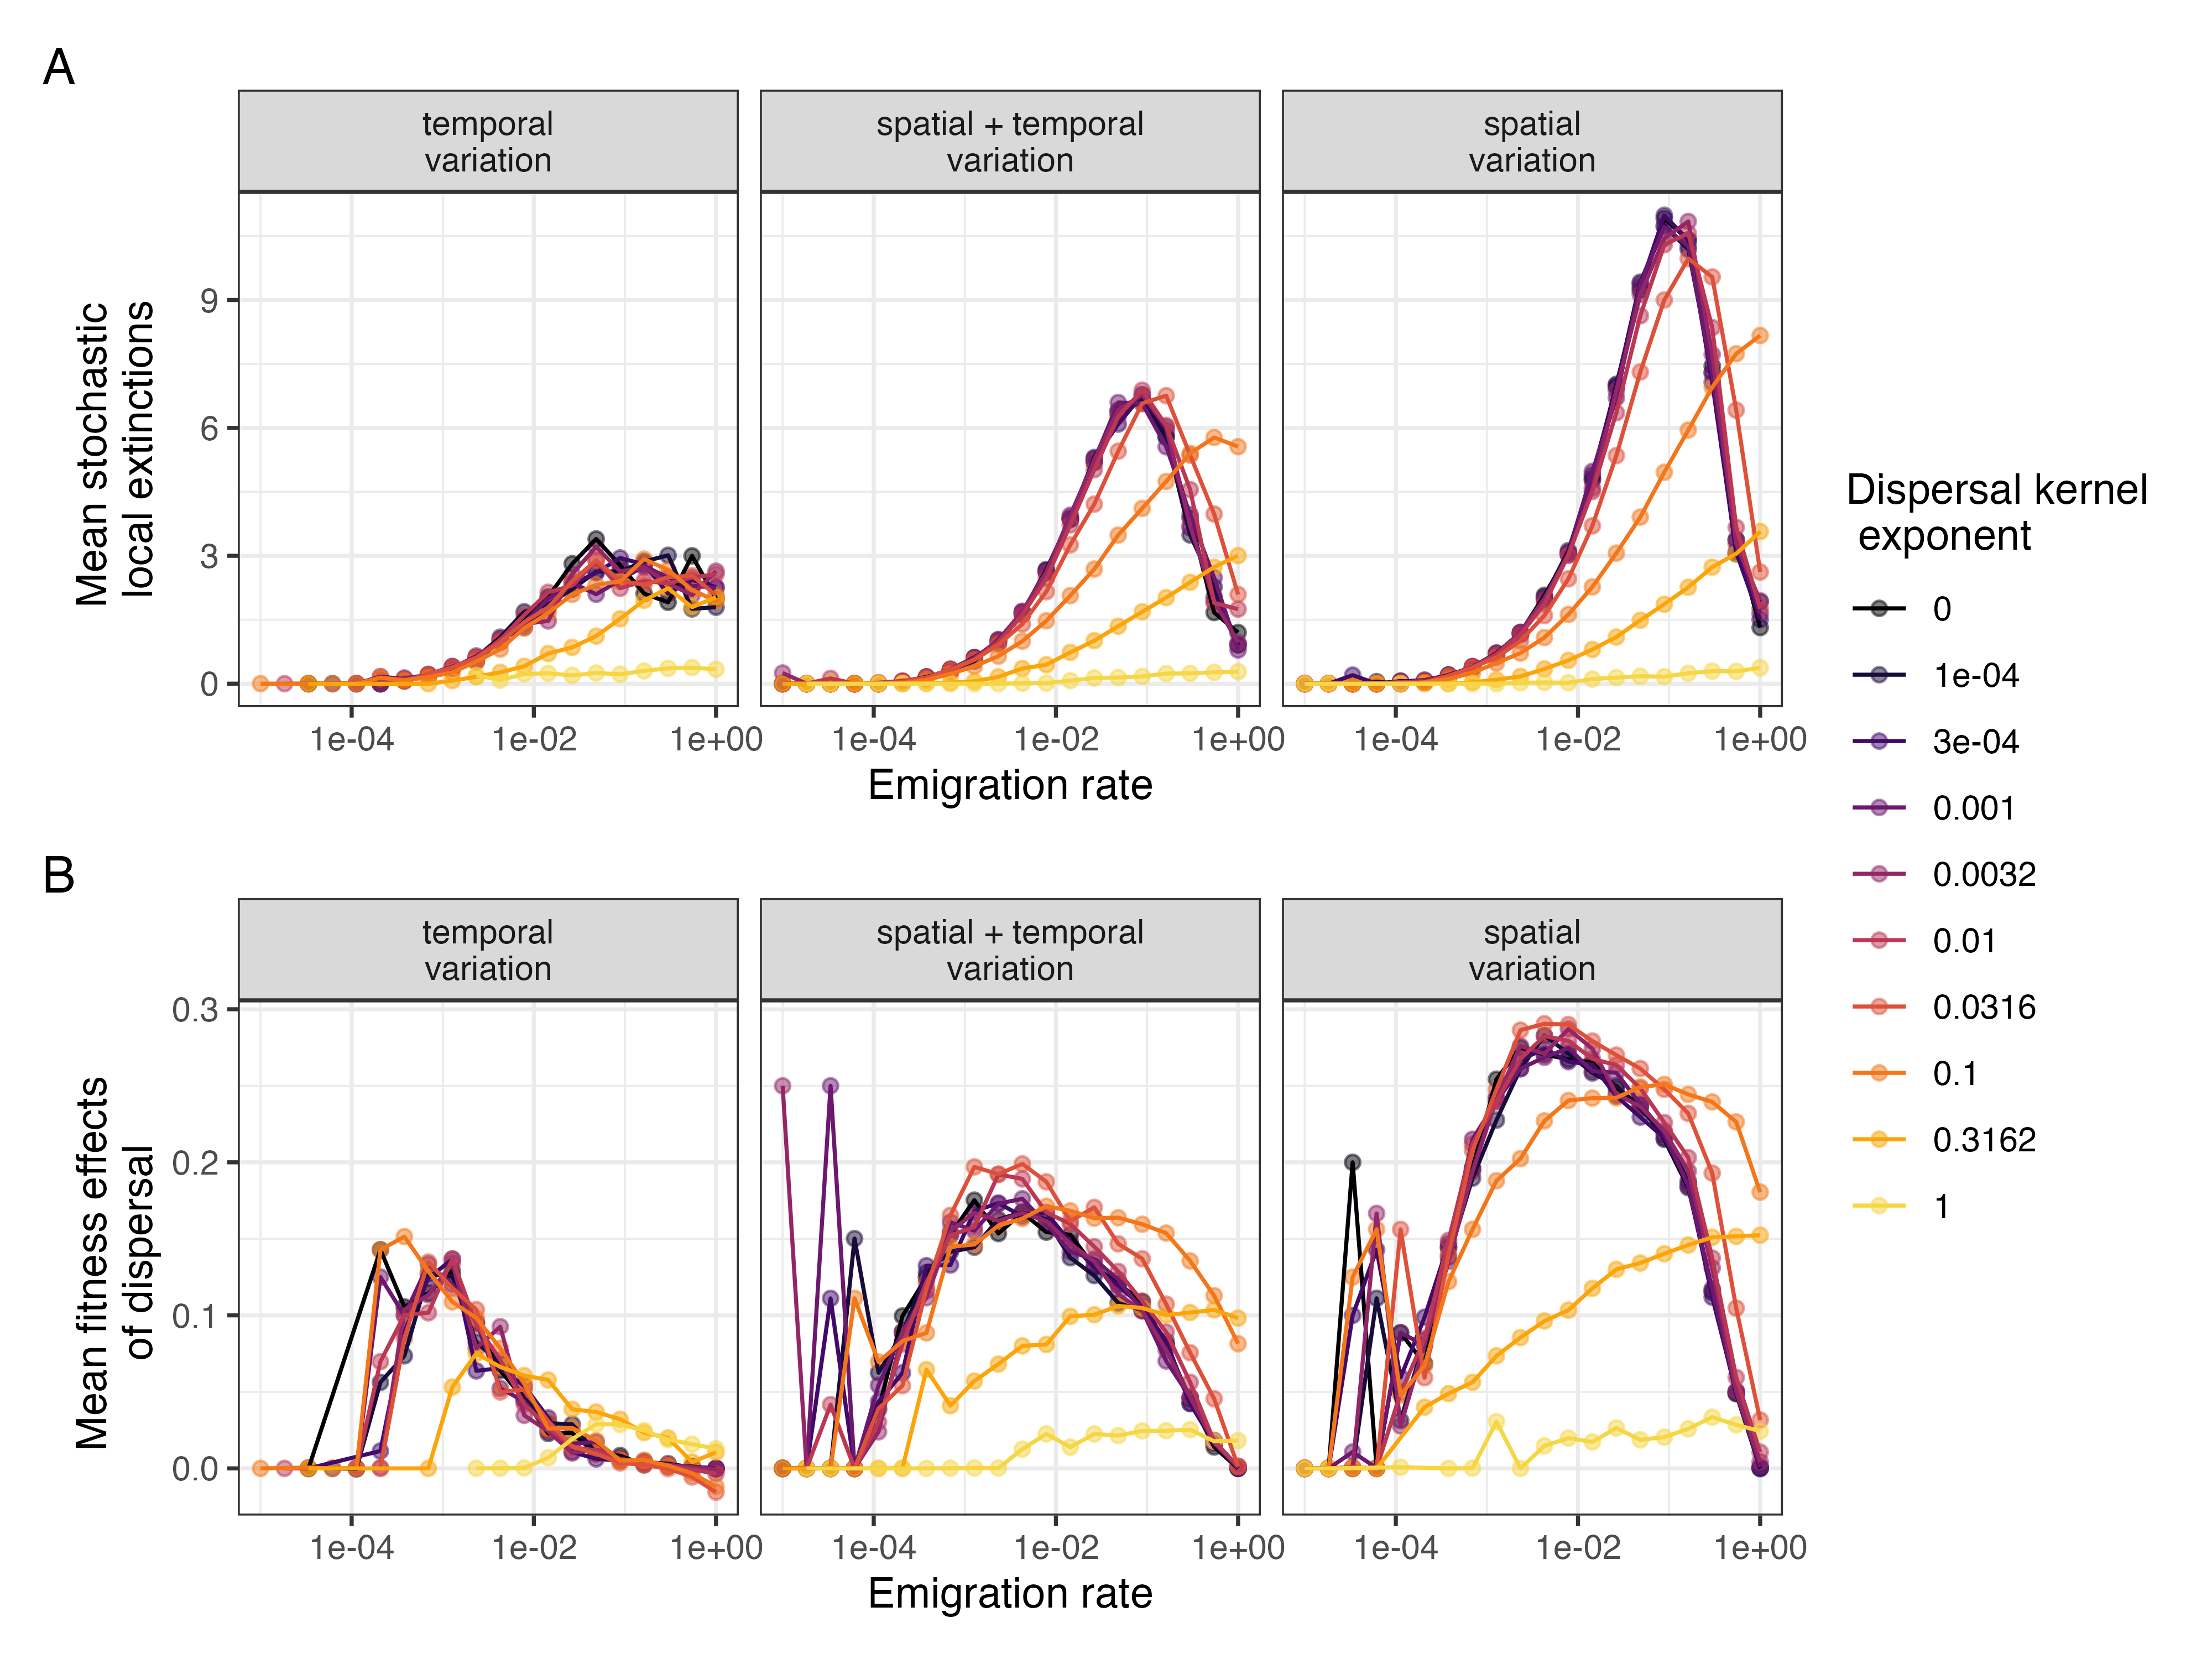 A
temporal
variation
spatial + temporal
variation
spatial
variation
Mean stochastic
local extinctions
9
6
3
0
1e-04
1e-02
1e+00
1e-04
1e-02
1e+00
1e-04
1e-02
1e+00
Emigration rate
B
temporal
variation
spatial + temporal
variation
spatial
variation
Mean fitness effects
of dispersal
0.3
0.2
0.1
0.0
1e-04
1e-02
1e+00
1e-04
1e-02
1e+00
1e-04
1e-02
1e+00
Emigration rate
Dispersal kernel
exponent
0
1e-04
3e-04
0.001
0.0032
0.01
0.0316
0.1
0.3162
1